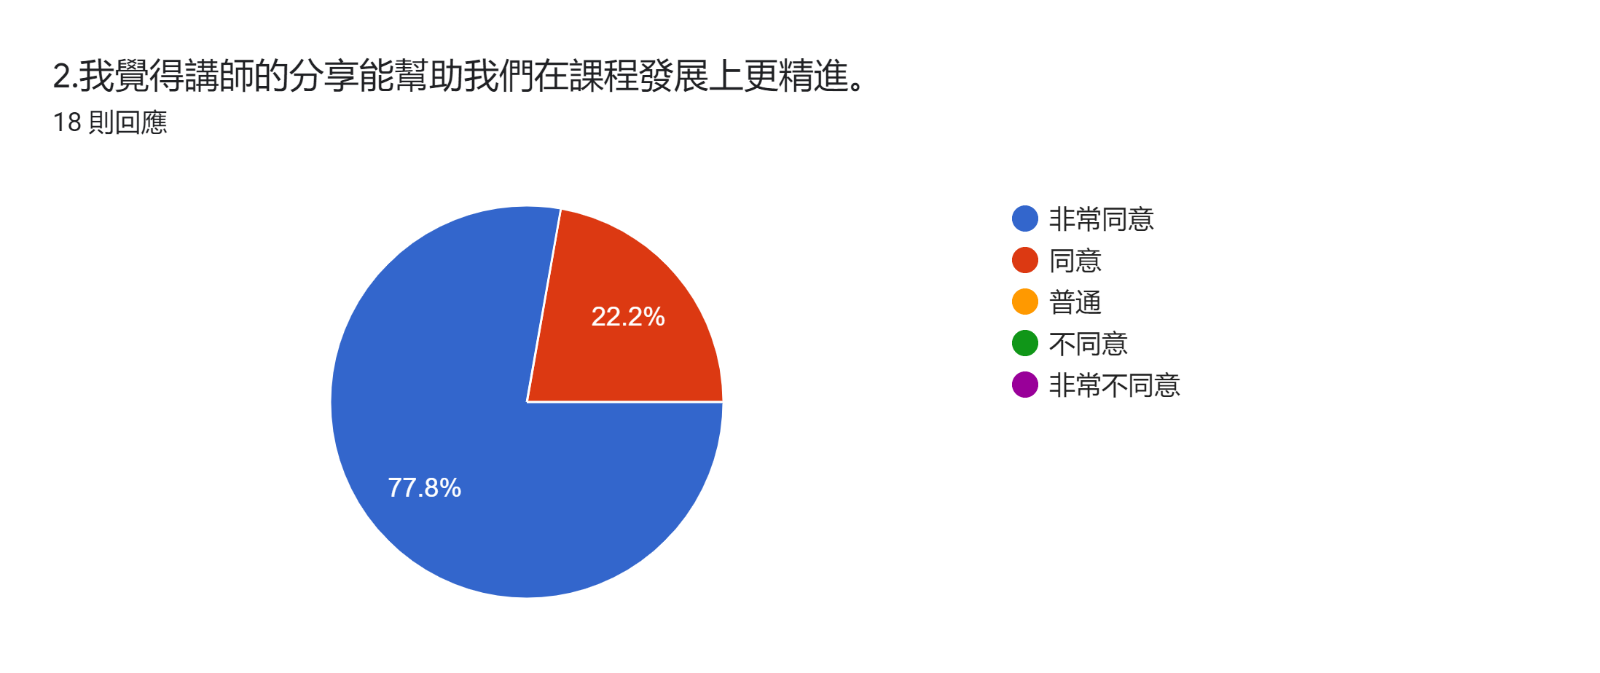 2.我覺得講師的分享能幫助我們在課程發展上更精進。
18 則回應
非常同意
同意
普通
不同意
非常不同意
22.2%
77.8%